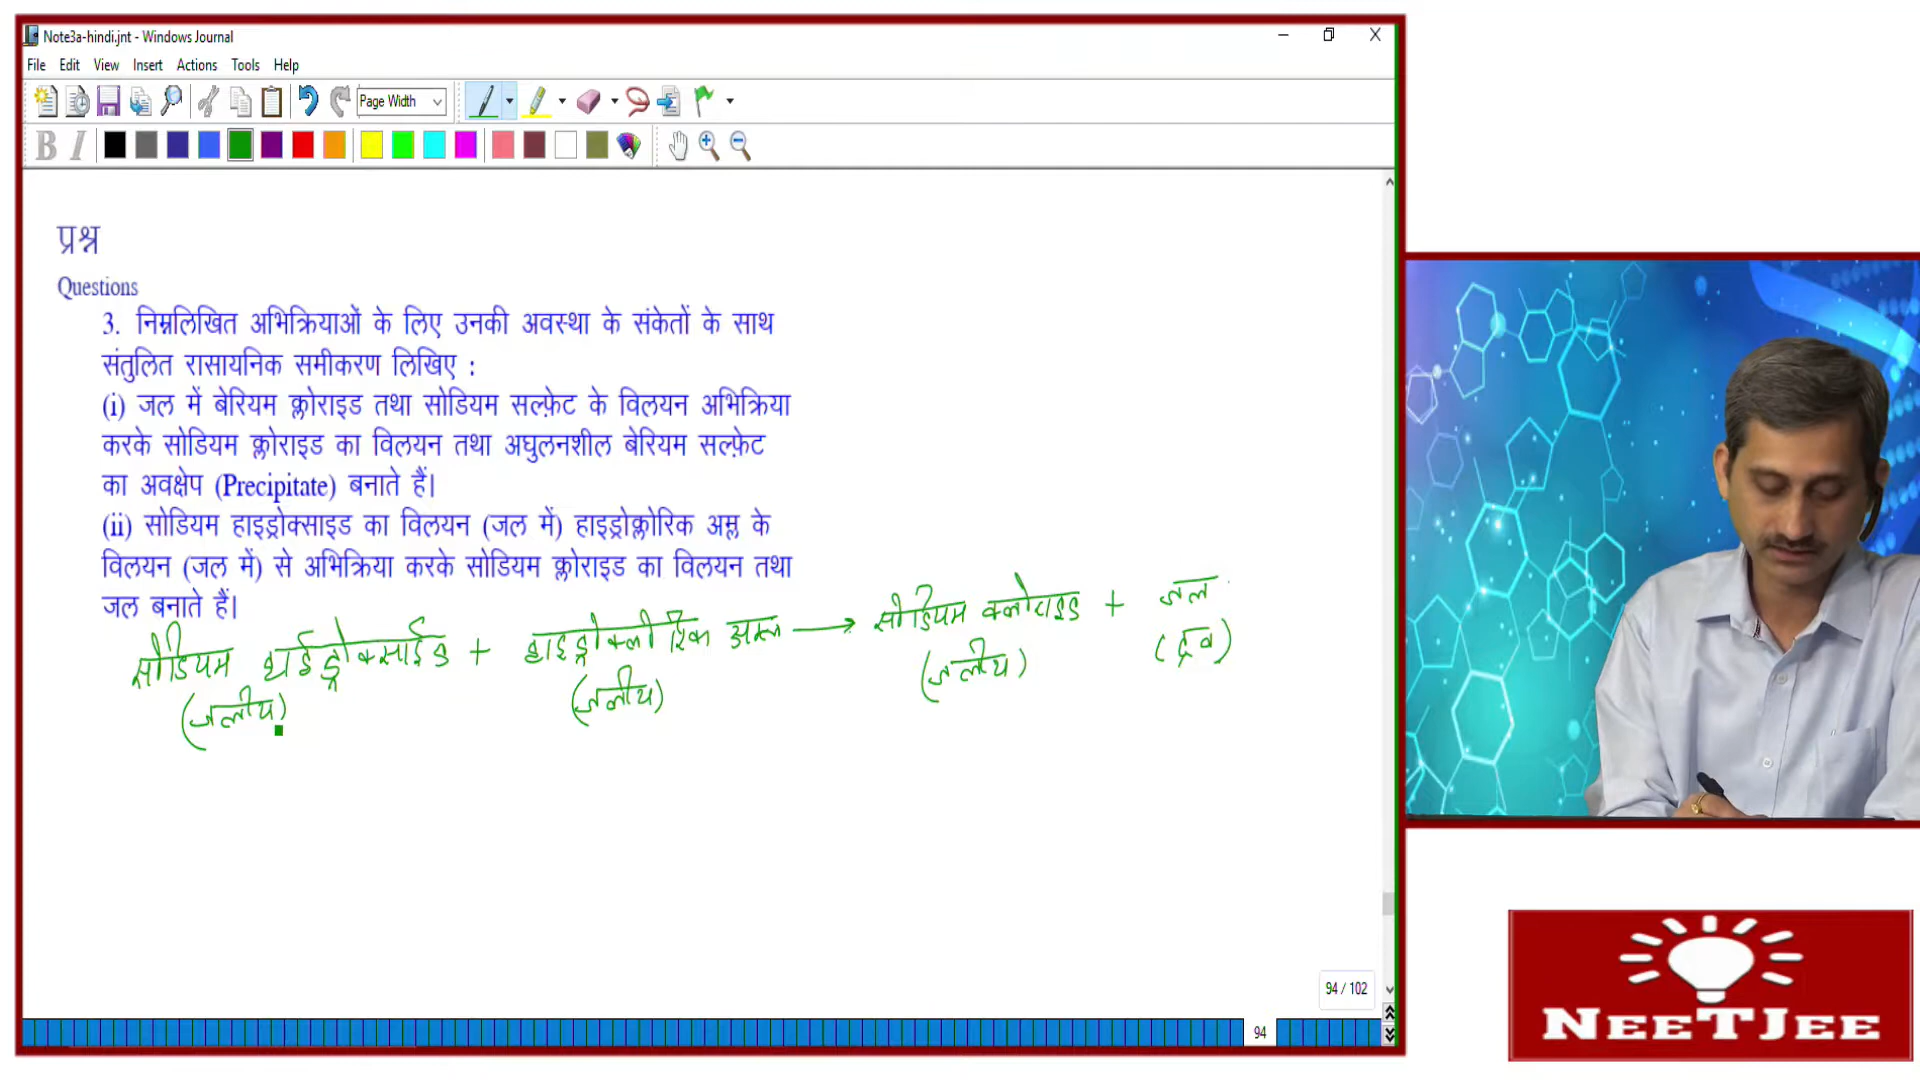 Note3a-hindi.jnt - Windows Journal
File Edit View Insert Actions Tools Help
Page Width
B I
प्रश्न
Questions
3. निम्नलिखित अभिक्रियाओं के लिए उनकी अवस्था के संकेतों के साथ
संतुलित रासायनिक समीकरण लिखिए :
(i) जल में बेरियम क्लोराइड तथा सोडियम सल्फ़ेट के विलयन अभिक्रिया
करके सोडियम क्लोराइड का विलयन तथा अघुलनशील बेरियम सल्फ़ेट
का अवक्षेप (Precipitate) बनाते हैं।
(ii) सोडियम हाइड्रोक्साइड का विलयन (जल में) हाइड्रोक्लोरिक अम्ल के
विलयन (जल में) से अभिक्रिया करके सोडियम क्लोराइड का विलयन तथा
जल बनाते हैं।
सोडियम हाईड्रोक्साईड + हाइड्रोक्लोरिक अम्ल → सोडियम क्लोराइड + जल
(जलीय) (जलीय) (जलीय) (द्रव)
94 / 102
94
NEETJEE